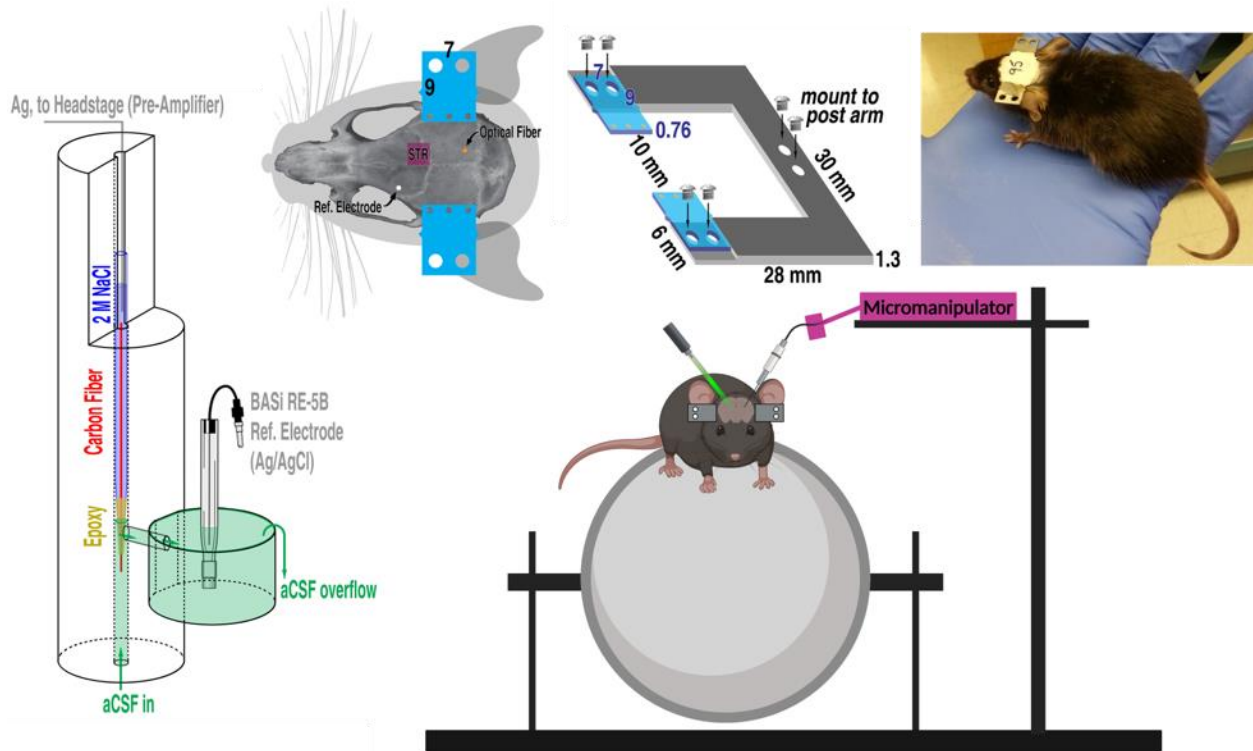 Ag, to Headstage (Pre-Amplifier)
2 M NaCl
Carbon Fiber
Epoxy
BASi RE-5B
Ref. Electrode
(Ag/AgCl)
aCSF overflow
aCSF in
7
9
Optical Fiber
STR
Ref. Electrode
7
9
0.76
10 mm
6 mm
28 mm
1.3
30 mm
mount to
post arm
95
Micromanipulator